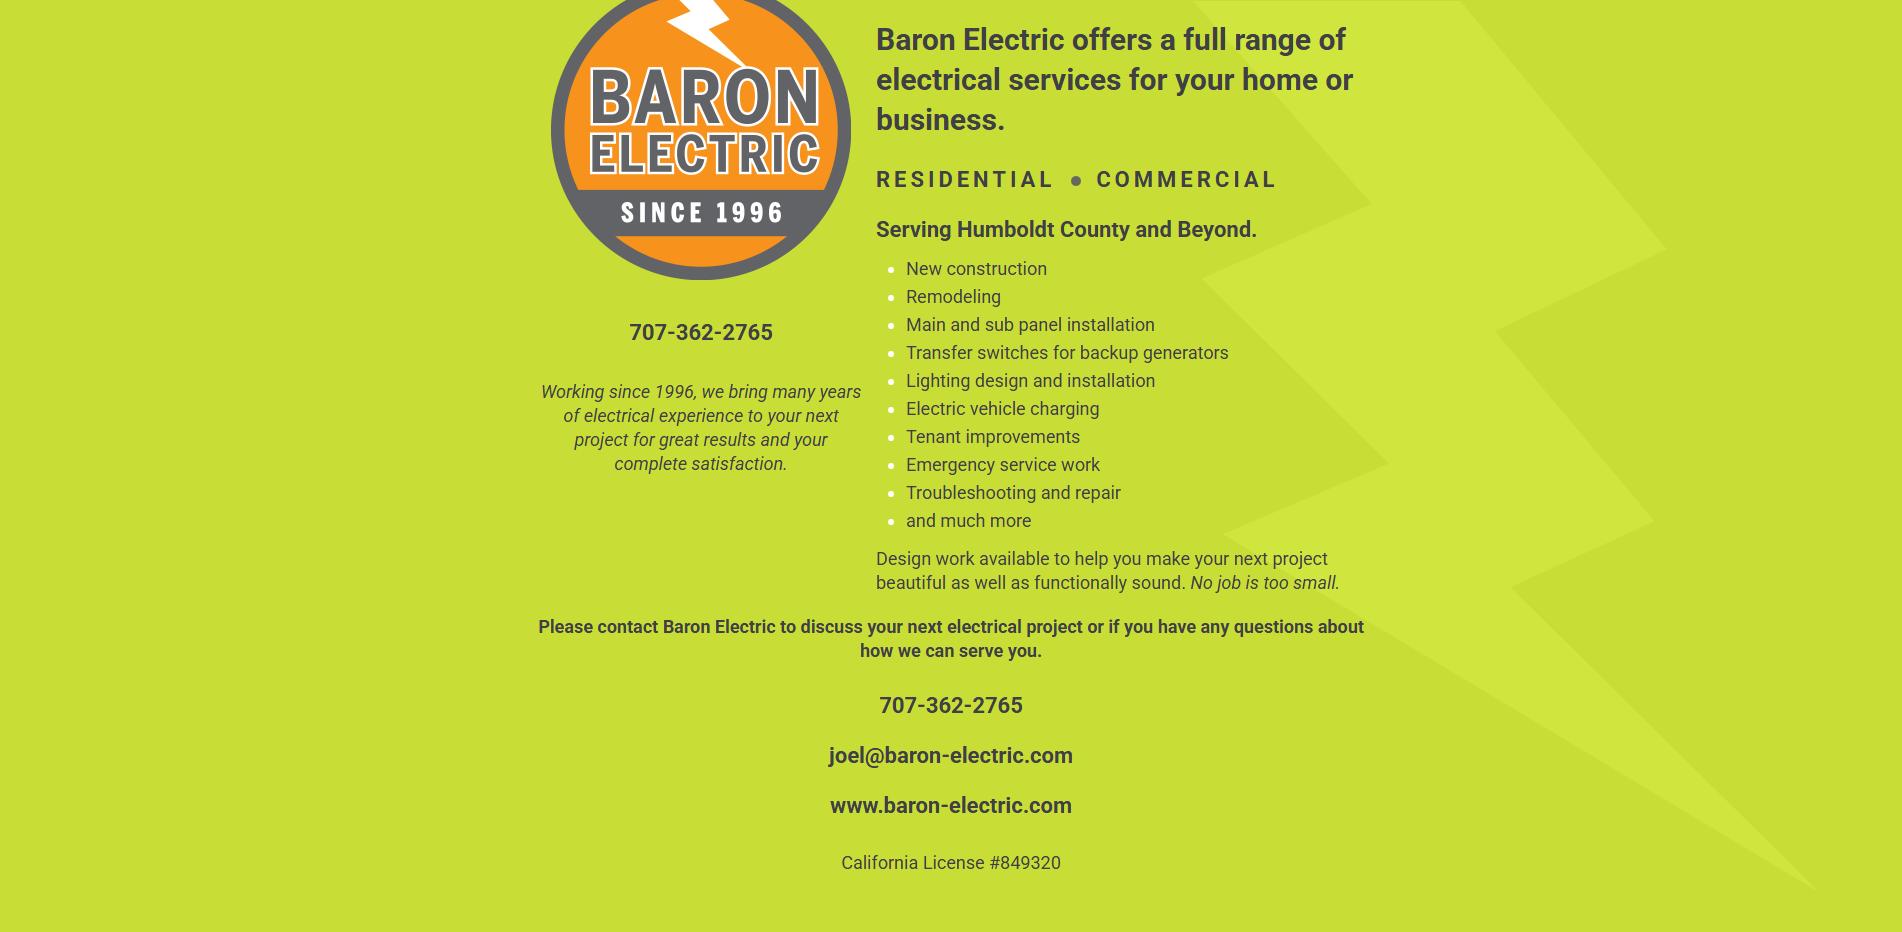 BARON
ELECTRIC
SINCE 1996
707-362-2765
Working since 1996, we bring many years
of electrical experience to your next
project for great results and your
complete satisfaction.
Baron Electric offers a full range of
electrical services for your home or
business.
RESIDENTIAL ● COMMERCIAL
Serving Humboldt County and Beyond.
• New construction
• Remodeling
• Main and sub panel installation
• Transfer switches for backup generators
• Lighting design and installation
• Electric vehicle charging
• Tenant improvements
• Emergency service work
• Troubleshooting and repair
• and much more
Design work available to help you make your next project
beautiful as well as functionally sound. No job is too small.
Please contact Baron Electric to discuss your next electrical project or if you have any questions about
how we can serve you.
707-362-2765
joel@baron-electric.com
www.baron-electric.com
California License #849320